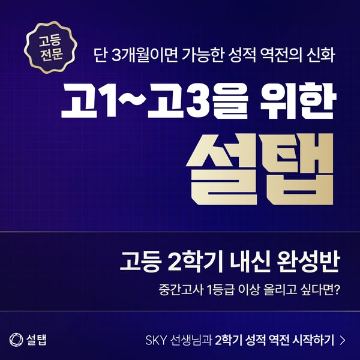 고등
전문
단 3개월이면 가능한 성적 역전의 신화
고1~고3을 위한
설탭
고등 2학기 내신 완성반
중간고사 1등급 이상 올리고 싶다면?
설탭
SKY 선생님과 2학기 성적 역전 시작하기 >